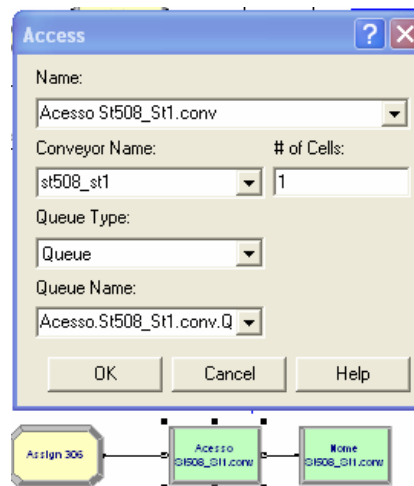 Access
Name:
Acesso St508_St1.conv
Conveyor Name:
# of Cells:
st508_st1
1
Queue Type:
Queue
Queue Name:
Acesso.St508_St1.conv.Q
OK
Cancel
Help
Assign 306
Acesso
St508_St1.conv
Nome
St508_St1.conv